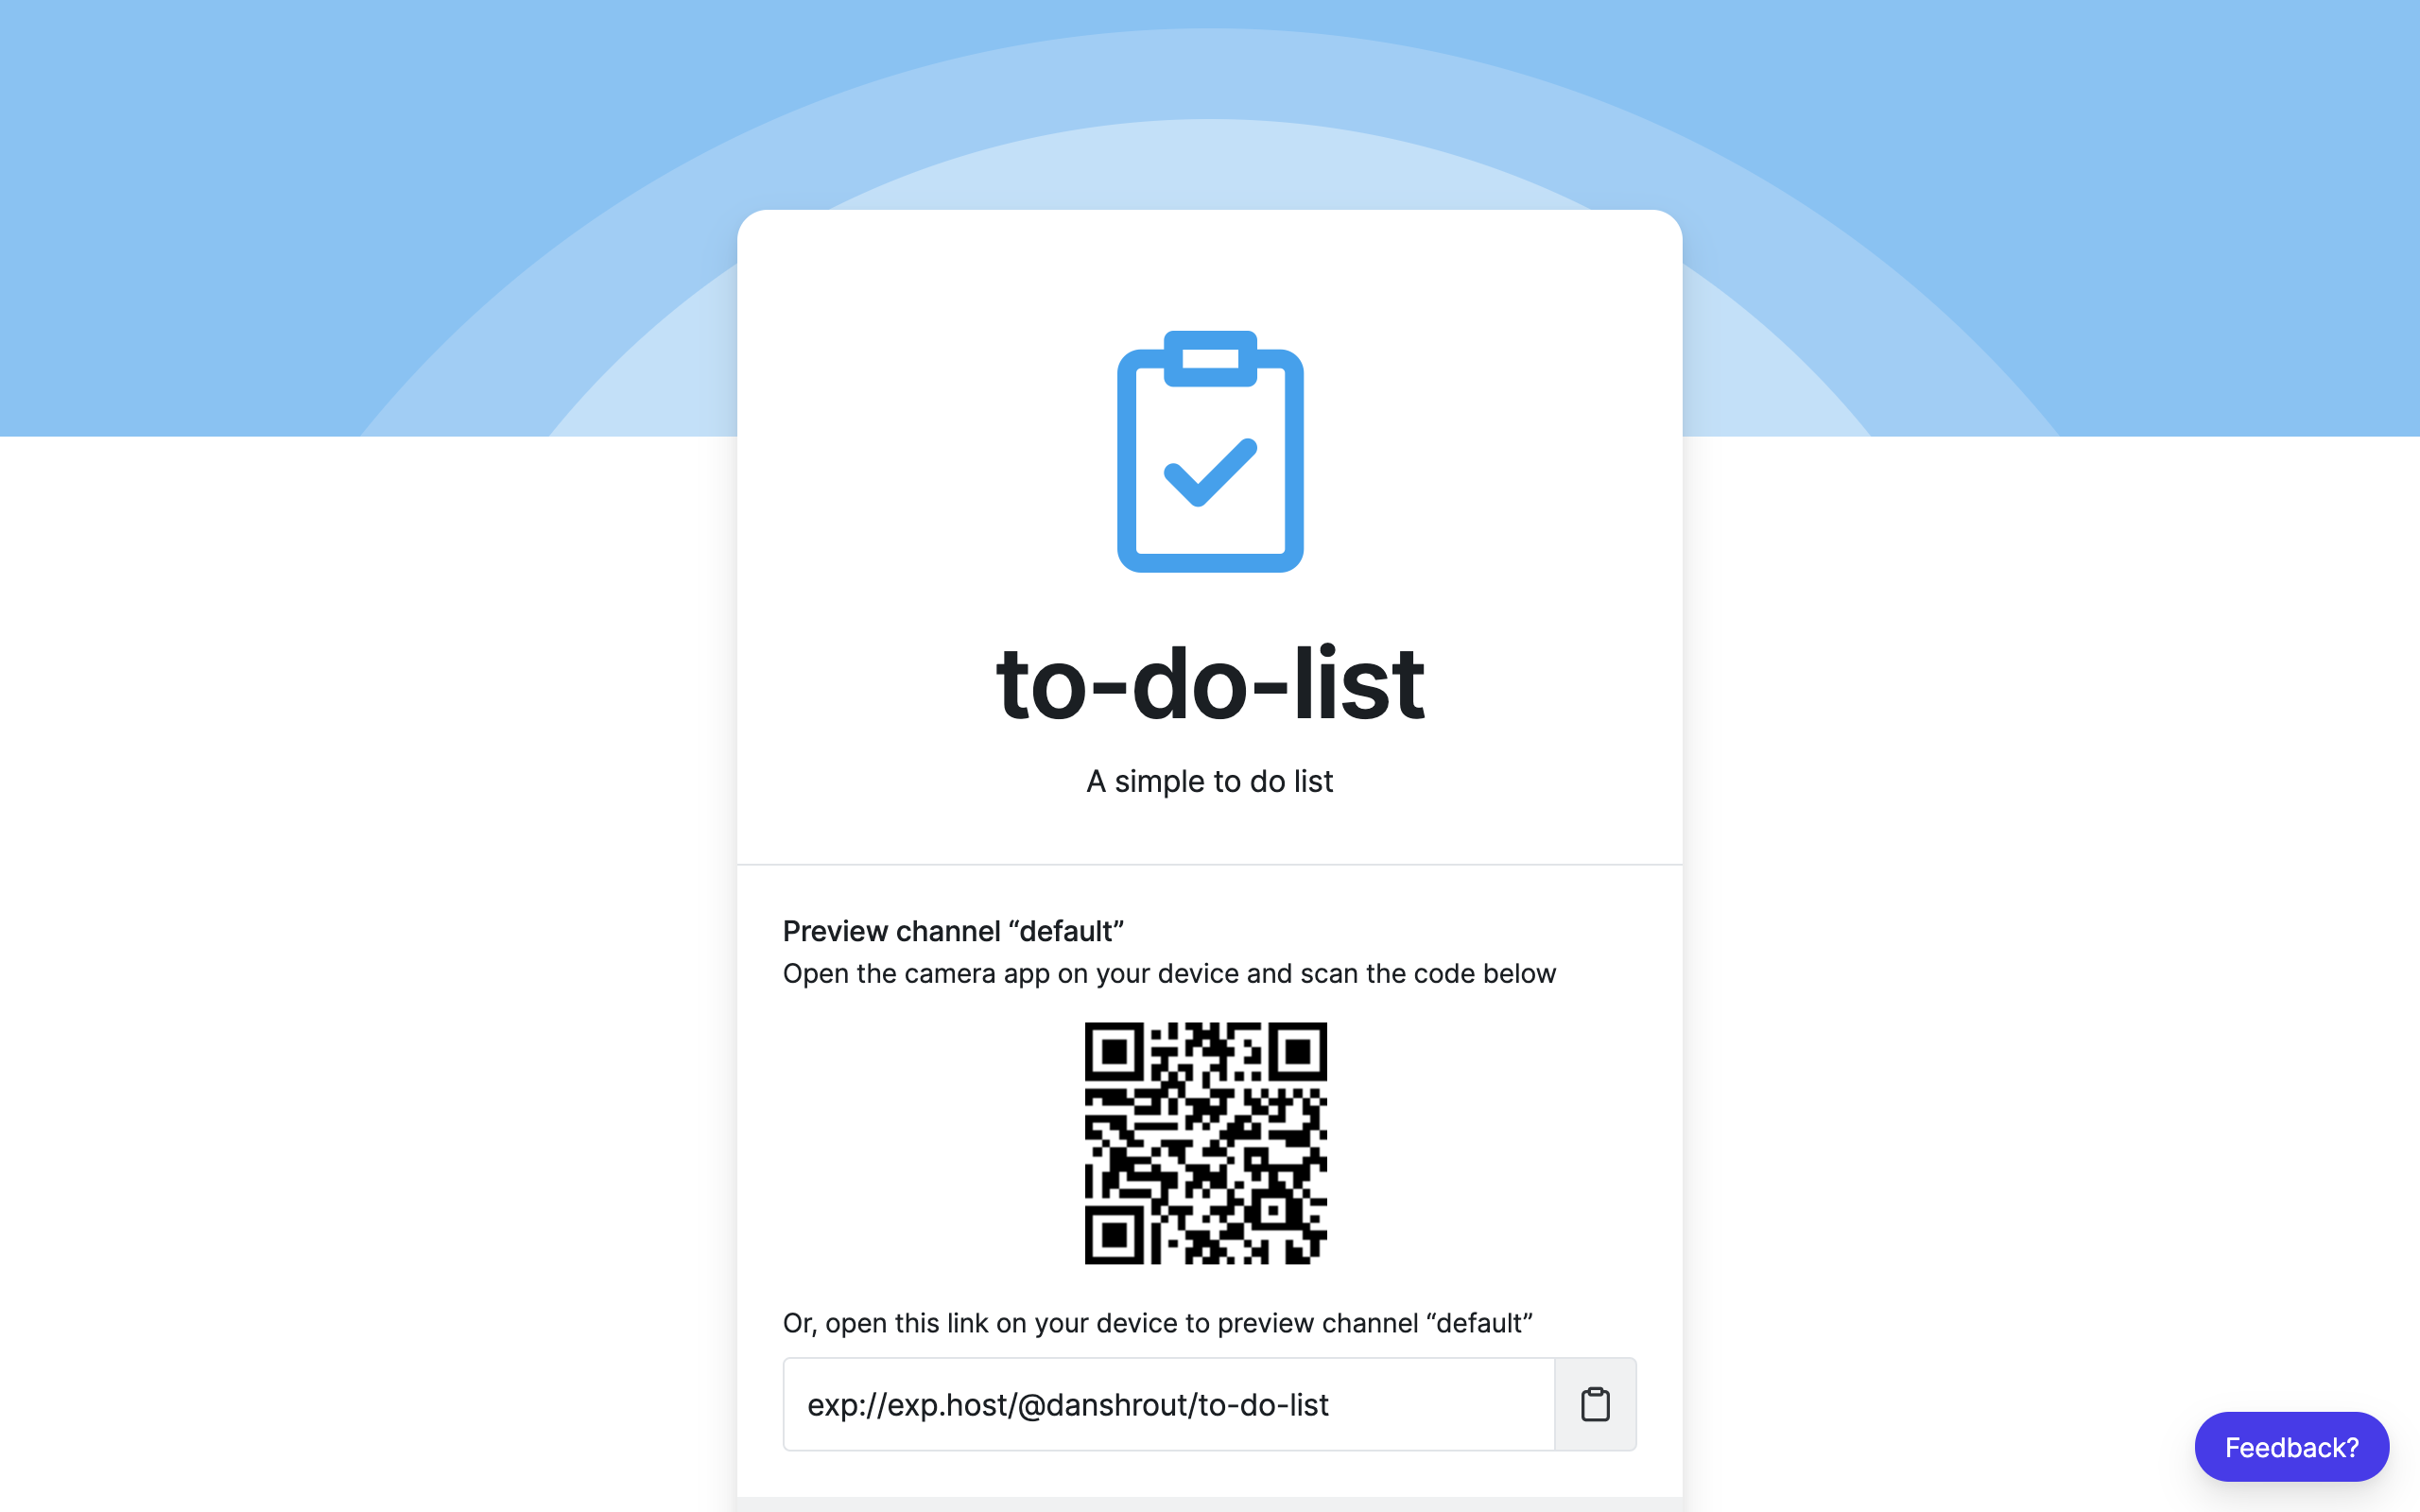 to-do-list
A simple to do list
Preview channel “default”
Open the camera app on your device and scan the code below
Or, open this link on your device to preview channel “default”
exp://exp.host/@danshrout/to-do-list
Feedback?